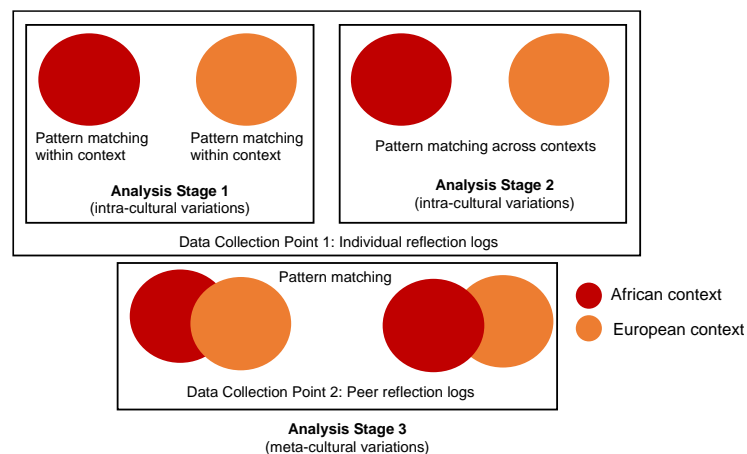 Pattern matching
within context
Pattern matching
within context
Analysis Stage 1
(intra-cultural variations)
Pattern matching across contexts
Analysis Stage 2
(intra-cultural variations)
Data Collection Point 1: Individual reflection logs
Pattern matching
Data Collection Point 2: Peer reflection logs
African context
European context
Analysis Stage 3
(meta-cultural variations)